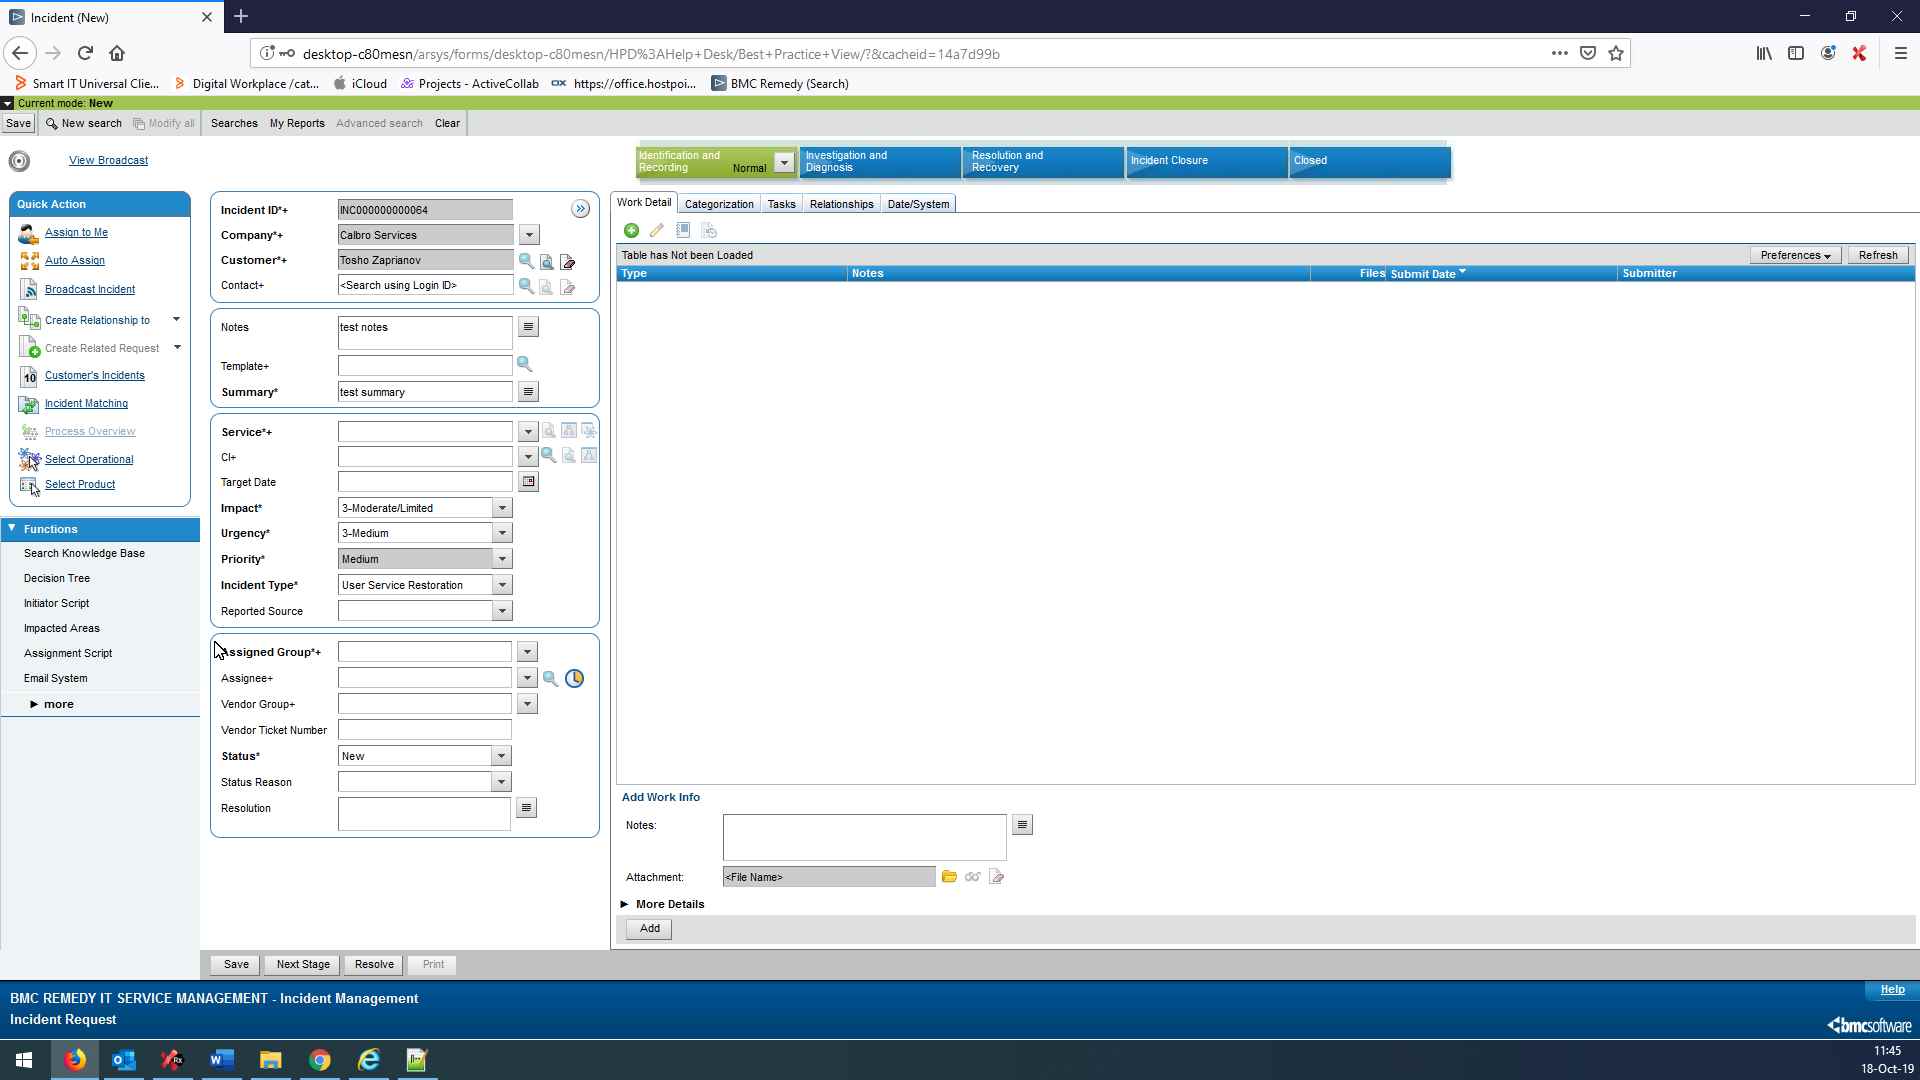 Incident (New)
desktop-c80mesn/arsys/forms/desktop-c80mesn/HPD%3AHelp+Desk/Best+Practice+View/?&cacheid=14a7d99b
Smart IT Universal Clie... Digital Workplace /cat... iCloud Projects - ActiveCollab ox https://office.hostpoi... BMC Remedy (Search)
Current mode: New
Save New search Modify all Searches My Reports Advanced search Clear
View Broadcast
Identification and Recording Normal
Investigation and Diagnosis
Resolution and Recovery
Incident Closure
Closed
Quick Action
Assign to Me
Auto Assign
Broadcast Incident
Create Relationship to
Create Related Request
10 Customer's Incidents
Incident Matching
Process Overview
Select Operational
Select Product
Functions
Search Knowledge Base
Decision Tree
Initiator Script
Impacted Areas
Assignment Script
Email System
more
Incident ID*+ INC000000000064
Company*+ Calbro Services
Customer*+ Tosho Zaprianov
Contact+ <Search using Login ID>
Notes test notes
Template+
Summary* test summary
Service*+
CI+
Target Date
Impact* 3-Moderate/Limited
Urgency* 3-Medium
Priority* Medium
Incident Type* User Service Restoration
Reported Source
Assigned Group*+
Assignee+
Vendor Group+
Vendor Ticket Number
Status* New
Status Reason
Resolution
Work Detail Categorization Tasks Relationships Date/System
Table has Not been Loaded Preferences Refresh
Type Notes Files Submit Date Submitter
Add Work Info
Notes:
Attachment: <File Name>
More Details
Add
Save Next Stage Resolve Print
BMC REMEDY IT SERVICE MANAGEMENT - Incident Management
Incident Request
Help
bmcsoftware
11:45
18-Oct-19